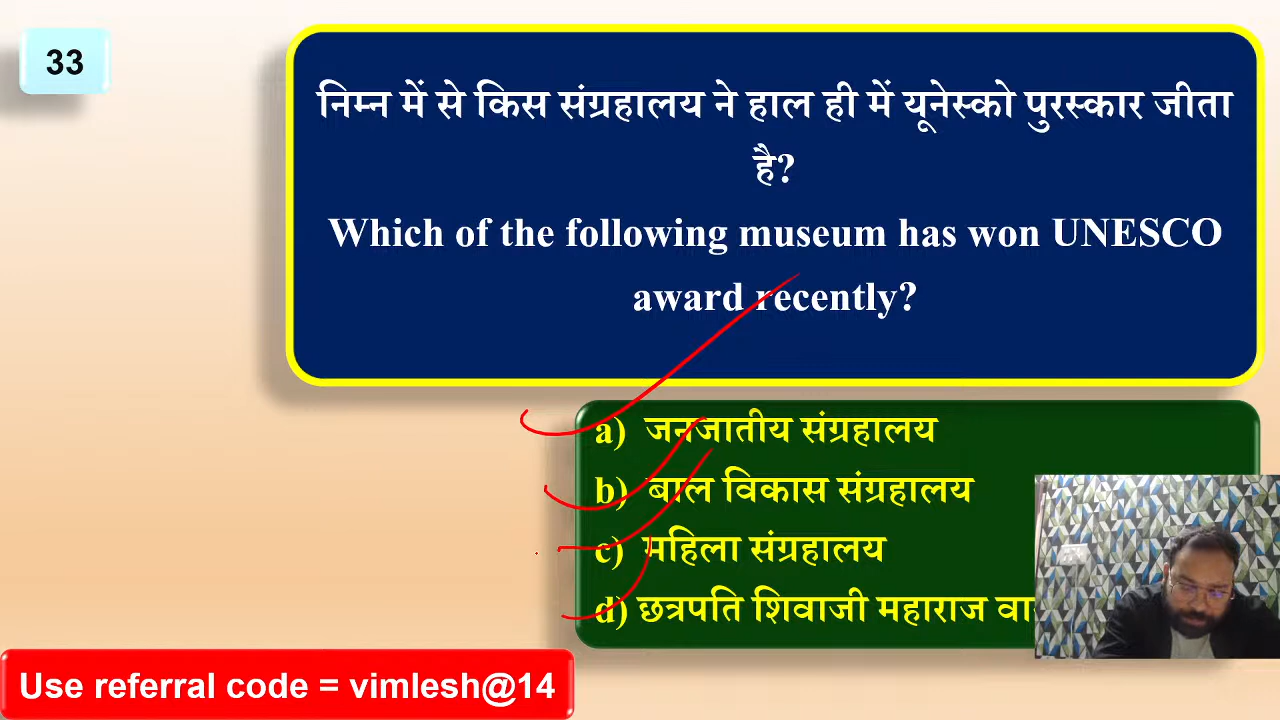 33
निम्न में से किस संग्रहालय ने हाल ही में यूनेस्को पुरस्कार जीता
है?
Which of the following museum has won UNESCO
award recently?
a) जनजातीय संग्रहालय
b) बाल विकास संग्रहालय
c) महिला संग्रहालय
d) छत्रपति शिवाजी महाराज
Use referral code = vimlesh@14